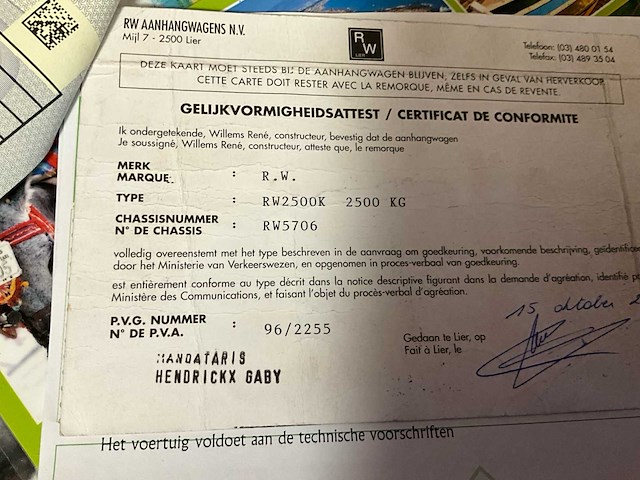 RW AANHANGWAGENS N.V.
Mijl 7 - 2500 Lier
RW
LIER
Telefoon: (03) 480 01 54
Telefax: (03) 489 35 04
DEZE KAART MOET STEEDS BIJ DE AANHANGWAGEN BLIJVEN, ZELFS IN GEVAL VAN HERVERKOOP
CETTE CARTE DOIT RESTER AVEC LA REMORQUE, MÊME EN CAS DE REVENTE.
GELIJKVORMIGHEIDSATTEST / CERTIFICAT DE CONFORMITE
Ik ondergetekende, Willems René, constructeur, bevestig dat de aanhangwagen
Je soussigné, Willems René, constructeur, atteste que, le remorque
MERK
MARQUE : R.W.
TYPE : RW2500K 2500 KG
CHASSISNUMMER
N° DE CHASSIS : RW5706
volledig overeenstemt met het type beschreven in de aanvraag om goedkeuring, voorkomende beschrijving, geïdentificee
door het Ministerie van Verkeerswezen, en opgenomen in proces-verbaal van goedkeuring.
est entièrement conforme au type décrit dans la notice descriptive figurant dans la demande d'agréation, identifié pa
Ministère des Communications, et faisant l'objet du procès-verbal d'agréation.
P.V.G. NUMMER
N° DE P.V.A. : 96/2255
MANDATARIS
HENDRICKX GABY
Gedaan te Lier, op
Fait à Lier, le
15 oktober
Het voertuig voldoet aan de technische voorschriften